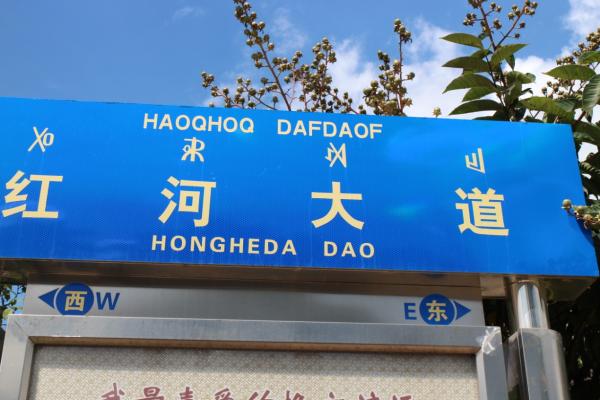 HAOQHOQ DAFDAOF
红河大道
HONGHEDA DAO
西W E东